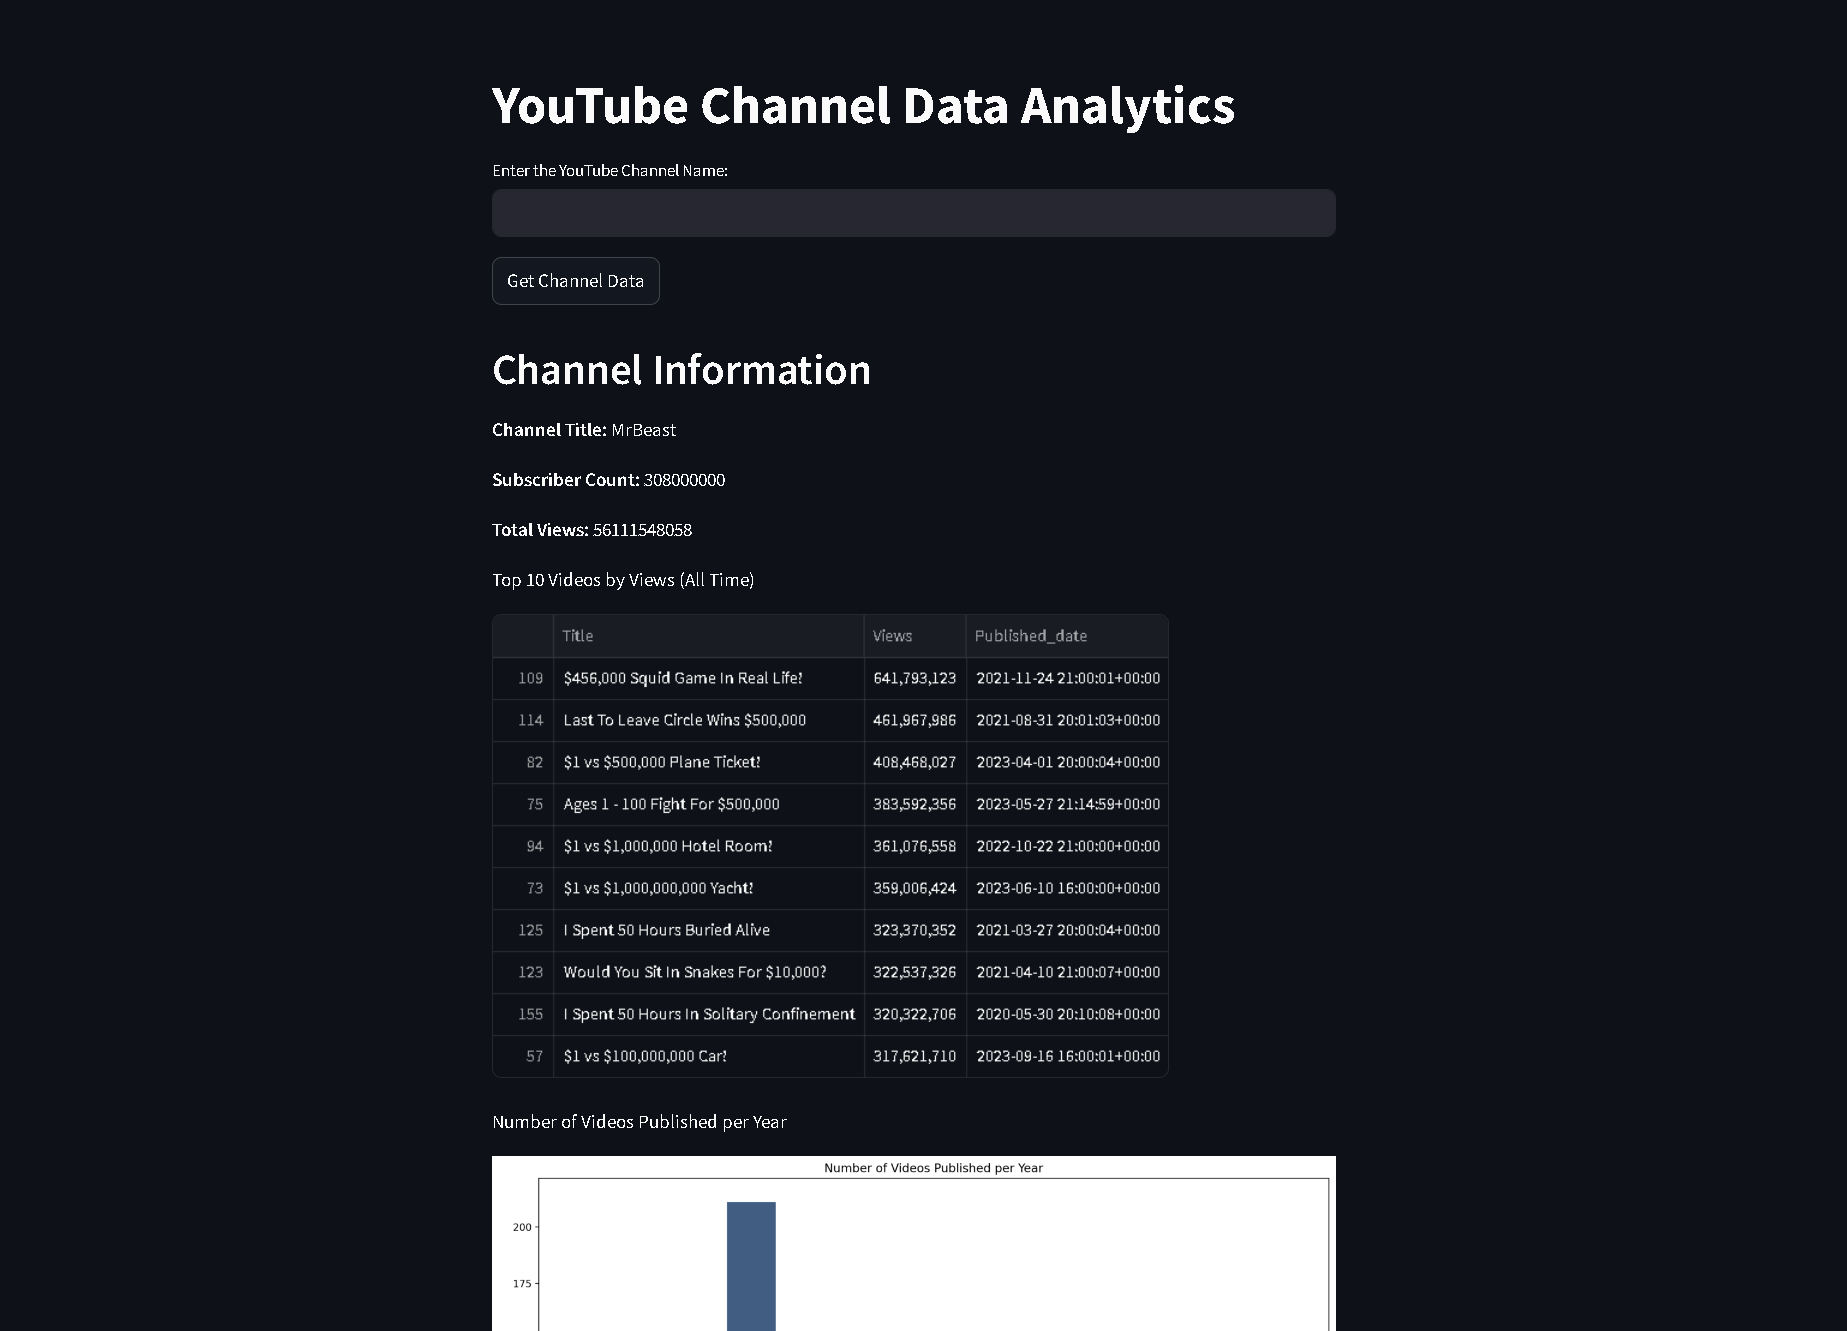 YouTube Channel Data Analytics
Enter the YouTube Channel Name:
Get Channel Data
Channel Information
Channel Title: MrBeast
Subscriber Count: 308000000
Total Views: 56111548058
Top 10 Videos by Views (All Time)
Title Views Published_date
109 $456,000 Squid Game In Real Life! 641,793,123 2021-11-24 21:00:01+00:00
114 Last To Leave Circle Wins $500,000 461,967,986 2021-08-31 20:01:03+00:00
82 $1 vs $500,000 Plane Ticket! 408,468,027 2023-04-01 20:00:04+00:00
75 Ages 1 - 100 Fight For $500,000 383,592,356 2023-05-27 21:14:59+00:00
94 $1 vs $1,000,000 Hotel Room! 361,076,558 2022-10-22 21:00:00+00:00
73 $1 vs $1,000,000,000 Yacht! 359,006,424 2023-06-10 16:00:00+00:00
125 I Spent 50 Hours Buried Alive 323,370,352 2021-03-27 20:00:04+00:00
123 Would You Sit In Snakes For $10,000? 322,537,326 2021-04-10 21:00:07+00:00
155 I Spent 50 Hours In Solitary Confinement 320,322,706 2020-05-30 20:10:08+00:00
57 $1 vs $100,000,000 Car! 317,621,710 2023-09-16 16:00:01+00:00
Number of Videos Published per Year
Number of Videos Published per Year
200
175